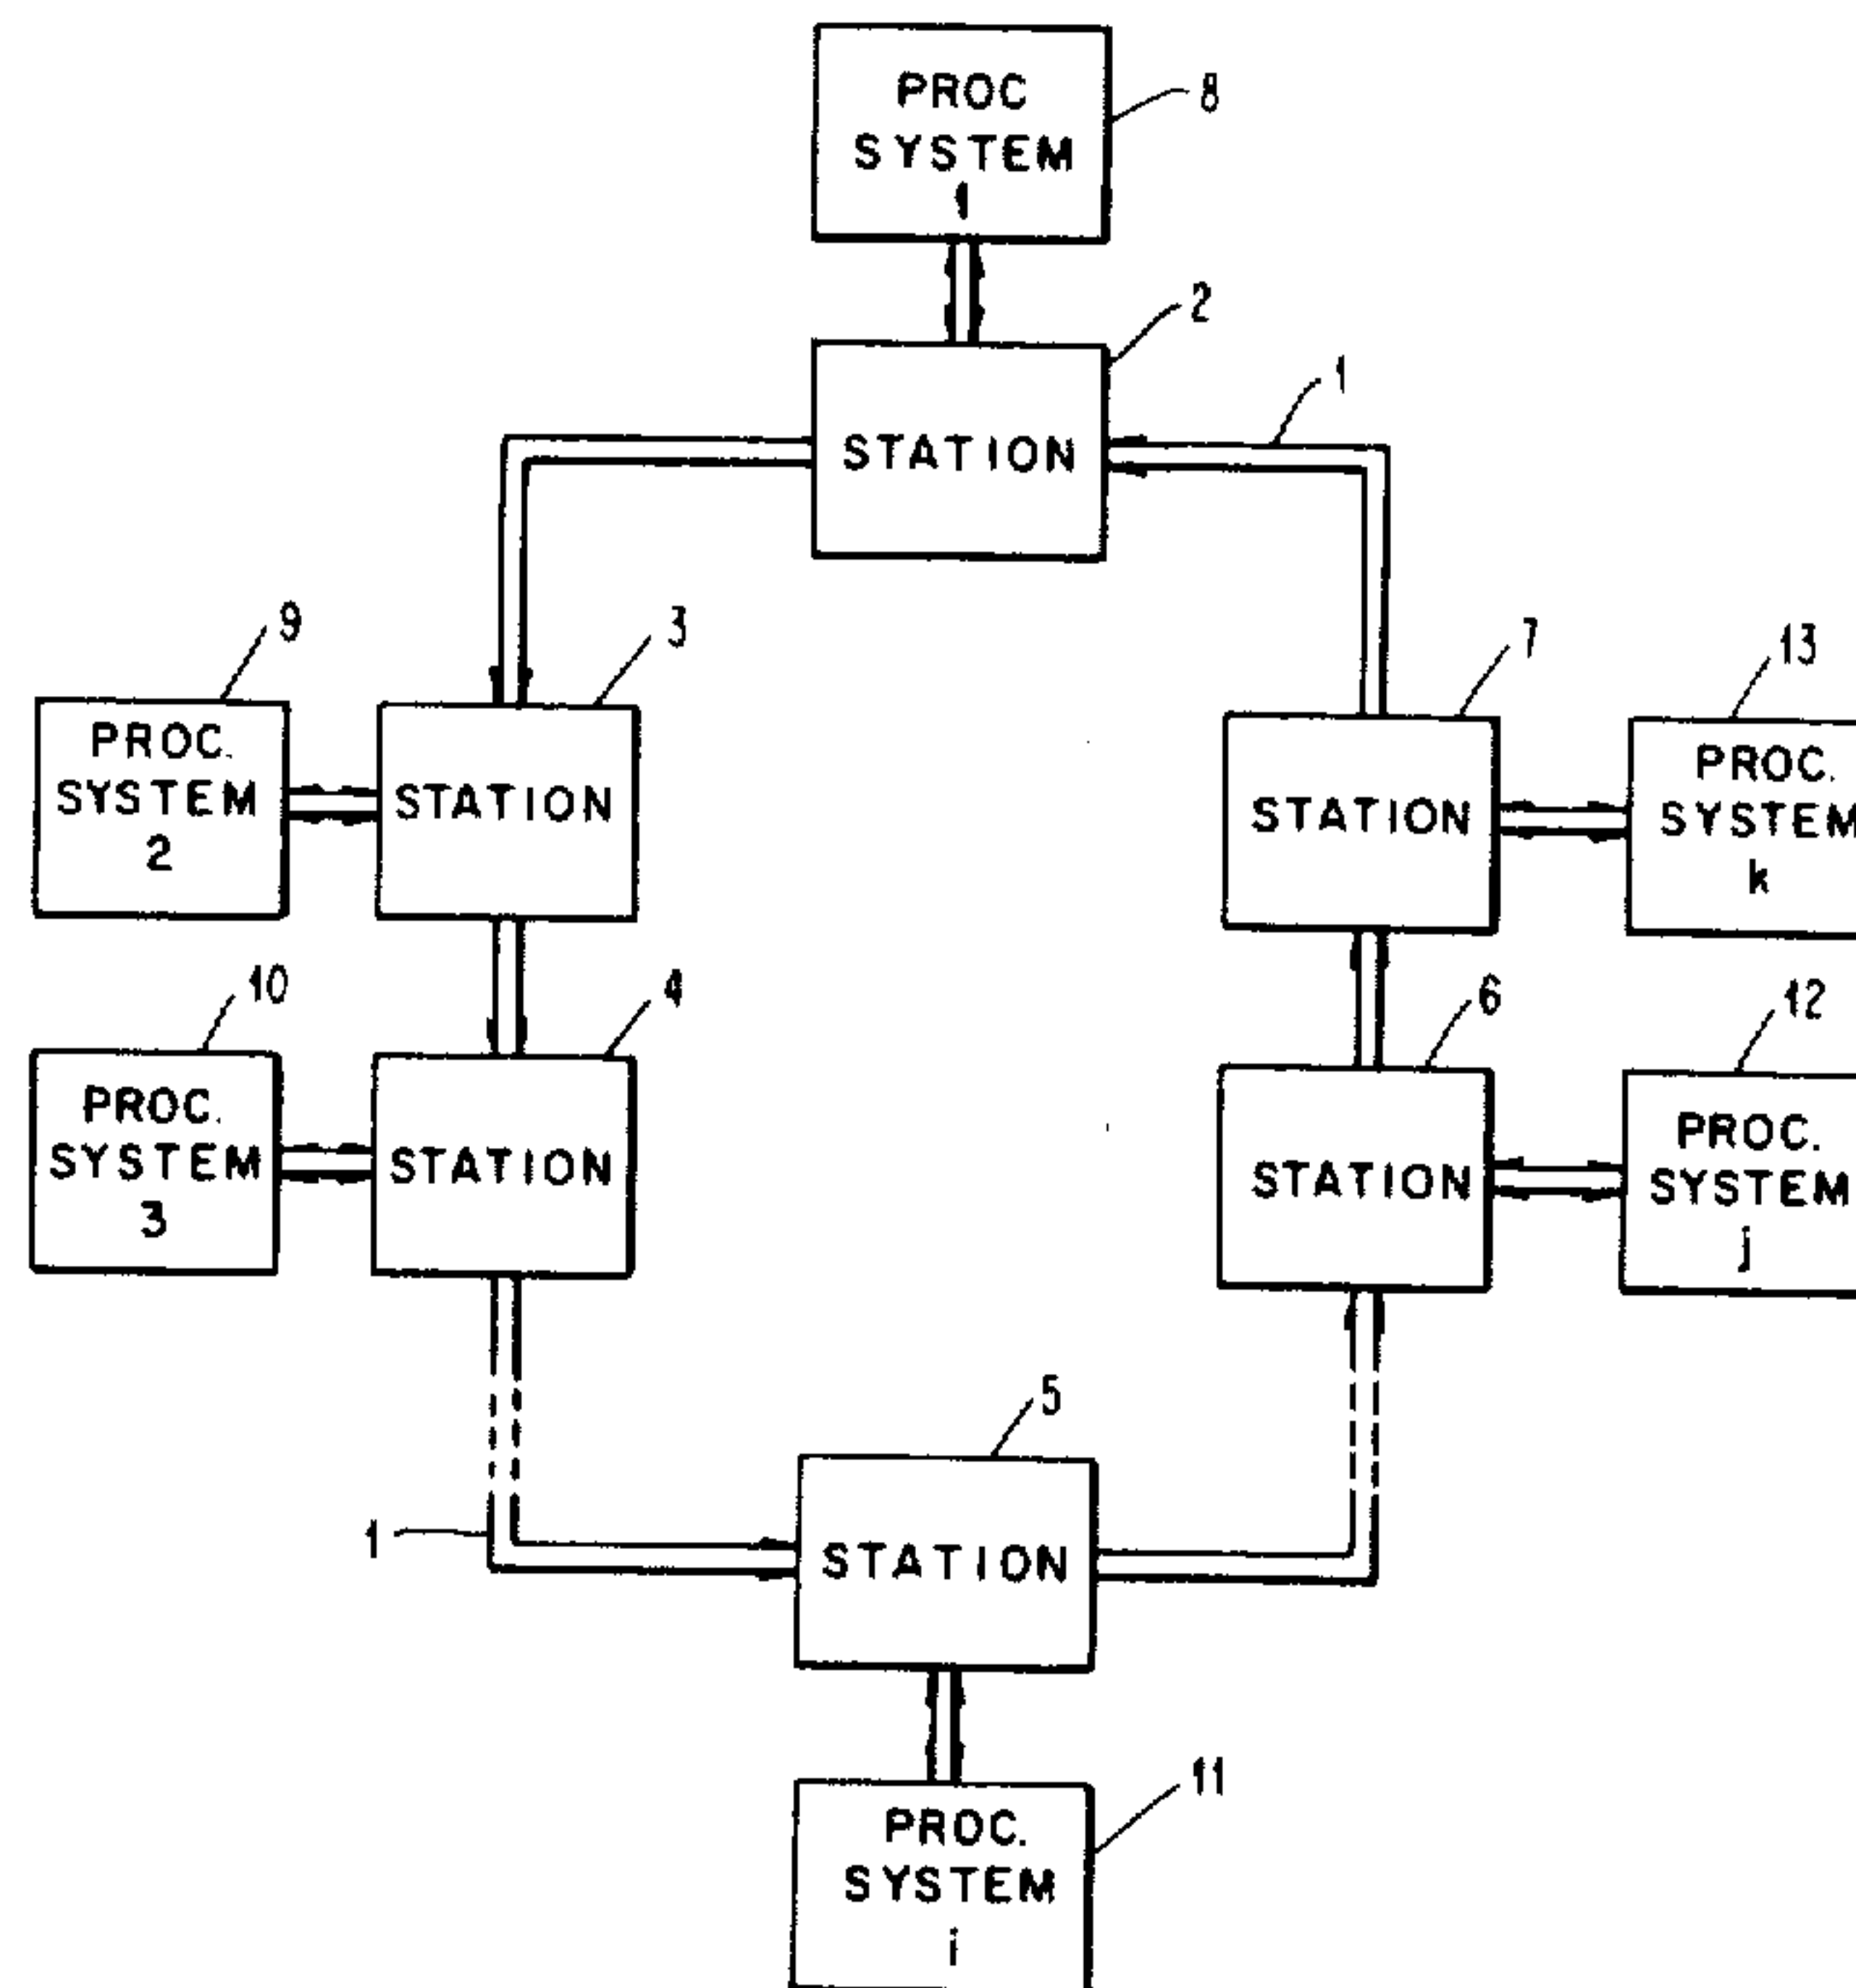 PROC
SYSTEM
1
8
2
1
STATION
9
3
7
13
PROC.
SYSTEM
2
STATION
STATION
PROC.
SYSTEM
k
10
4
6
12
PROC.
SYSTEM
3
STATION
STATION
PROC.
SYSTEM
j
5
1
STATION
11
PROC.
SYSTEM
i